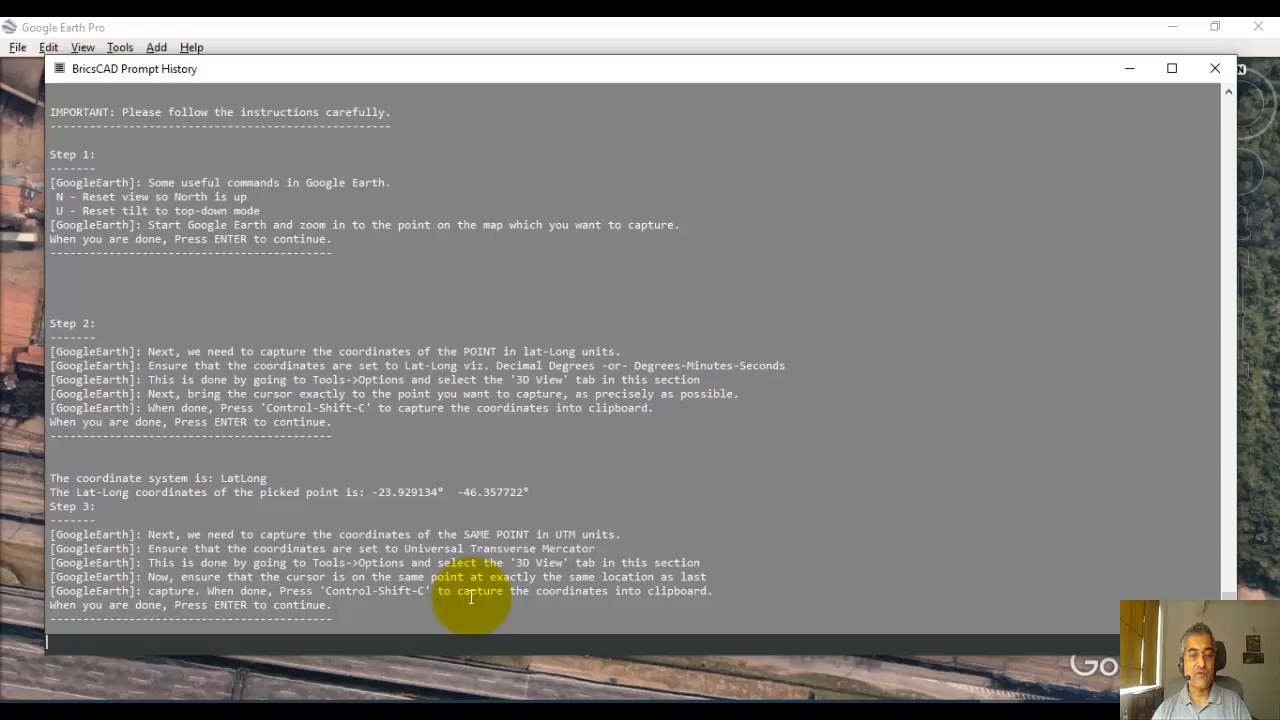 Google Earth Pro
File Edit View Tools Add Help
BricsCAD Prompt History
N
IMPORTANT: Please follow the instructions carefully.
----------------------------------------------------
Step 1:
-------
[GoogleEarth]: Some useful commands in Google Earth.
N - Reset view so North is up
U - Reset tilt to top-down mode
[GoogleEarth]: Start Google Earth and zoom in to the point on the map which you want to capture.
When you are done, Press ENTER to continue.
-------------------------------------------
Step 2:
-------
[GoogleEarth]: Next, we need to capture the coordinates of the POINT in lat-Long units.
[GoogleEarth]: Ensure that the coordinates are set to Lat-Long viz. Decimal Degrees -or- Degrees-Minutes-Seconds
[GoogleEarth]: This is done by going to Tools->Options and select the '3D View' tab in this section
[GoogleEarth]: Next, bring the cursor exactly to the point you want to capture, as precisely as possible.
[GoogleEarth]: When done, Press 'Control-Shift-C' to capture the coordinates into clipboard.
When you are done, Press ENTER to continue.
-------------------------------------------
The coordinate system is: LatLong
The Lat-Long coordinates of the picked point is: -23.929134° -46.357722°
Step 3:
-------
[GoogleEarth]: Next, we need to capture the coordinates of the SAME POINT in UTM units.
[GoogleEarth]: Ensure that the coordinates are set to Universal Transverse Mercator
[GoogleEarth]: This is done by going to Tools->Options and select the '3D View' tab in this section
[GoogleEarth]: Now, ensure that the cursor is on the same point at exactly the same location as last
[GoogleEarth]: capture. When done, Press 'Control-Shift-C' to capture the coordinates into clipboard.
When you are done, Press ENTER to continue.
-------------------------------------------
Go